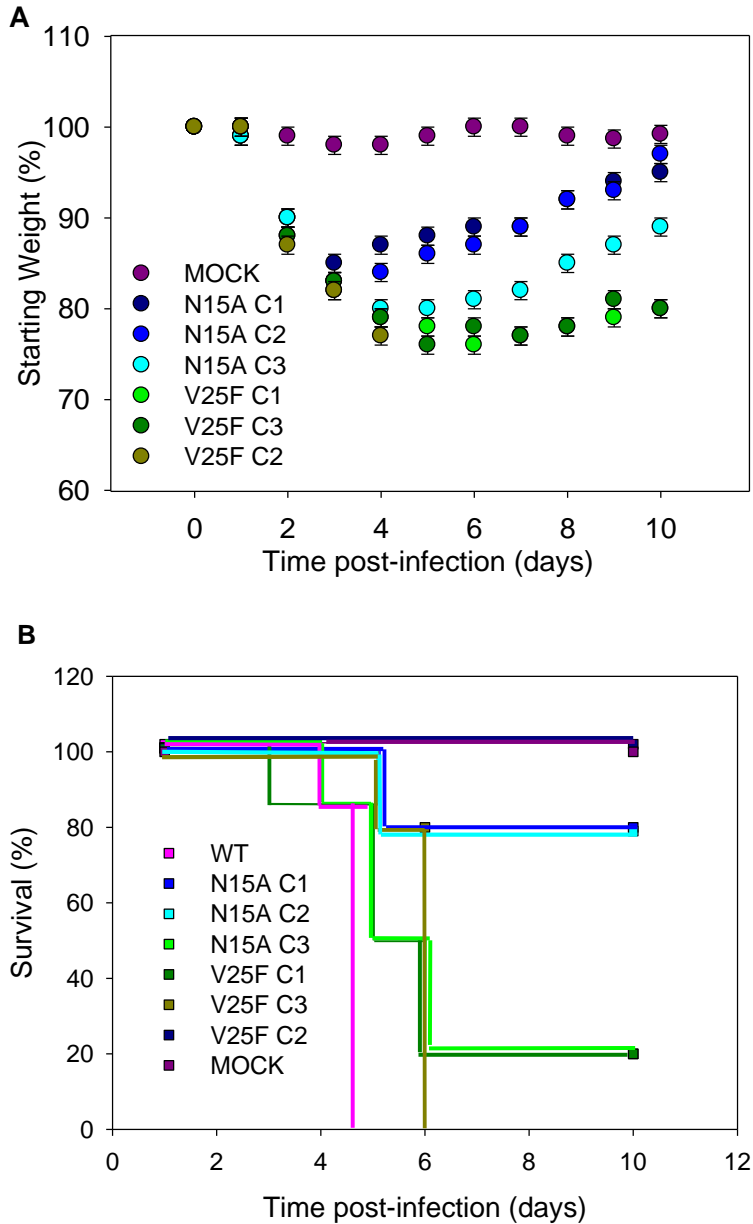 A
110
100
90
80
70
60
Starting Weight (%)
MOCK
N15A C1
N15A C2
N15A C3
V25F C1
V25F C3
V25F C2
0 2 4 6 8 10
Time post-infection (days)
B
120
100
80
60
40
20
0
Survival (%)
WT
N15A C1
N15A C2
N15A C3
V25F C1
V25F C3
V25F C2
MOCK
0 2 4 6 8 10 12
Time post-infection (days)